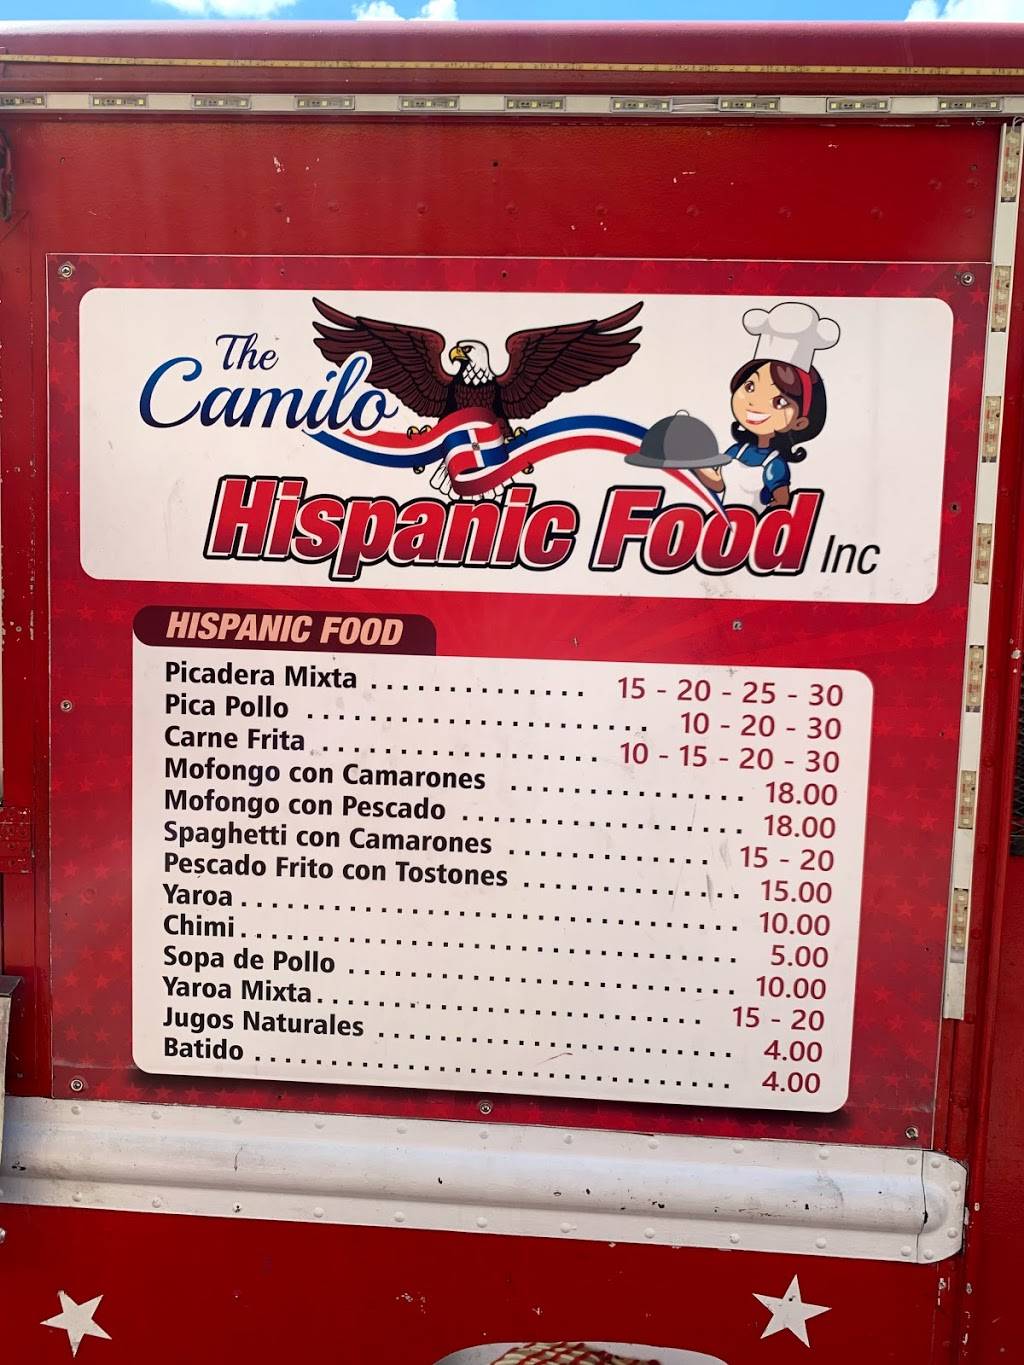 The
Camilo
Hispanic Food Inc
HISPANIC FOOD
Picadera Mixta .............. 15 - 20 - 25 - 30
Pica Pollo ....................... 10 - 20 - 30
Carne Frita ................... 10 - 15 - 20 - 30
Mofongo con Camarones ................ 18.00
Mofongo con Pescado ................... 18.00
Spaghetti con Camarones ............. 15 - 20
Pescado Frito con Tostones ............... 15.00
Yaroa .................................. 10.00
Chimi .................................. 5.00
Sopa de Pollo .......................... 10.00
Yaroa Mixta .......................... 15 - 20
Jugos Naturales ........................ 4.00
Batido ................................ 4.00